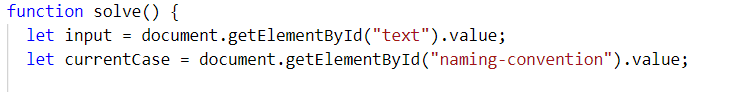 function solve() {
  let input = document.getElementById("text").value;
  let currentCase = document.getElementById("naming-convention").value;